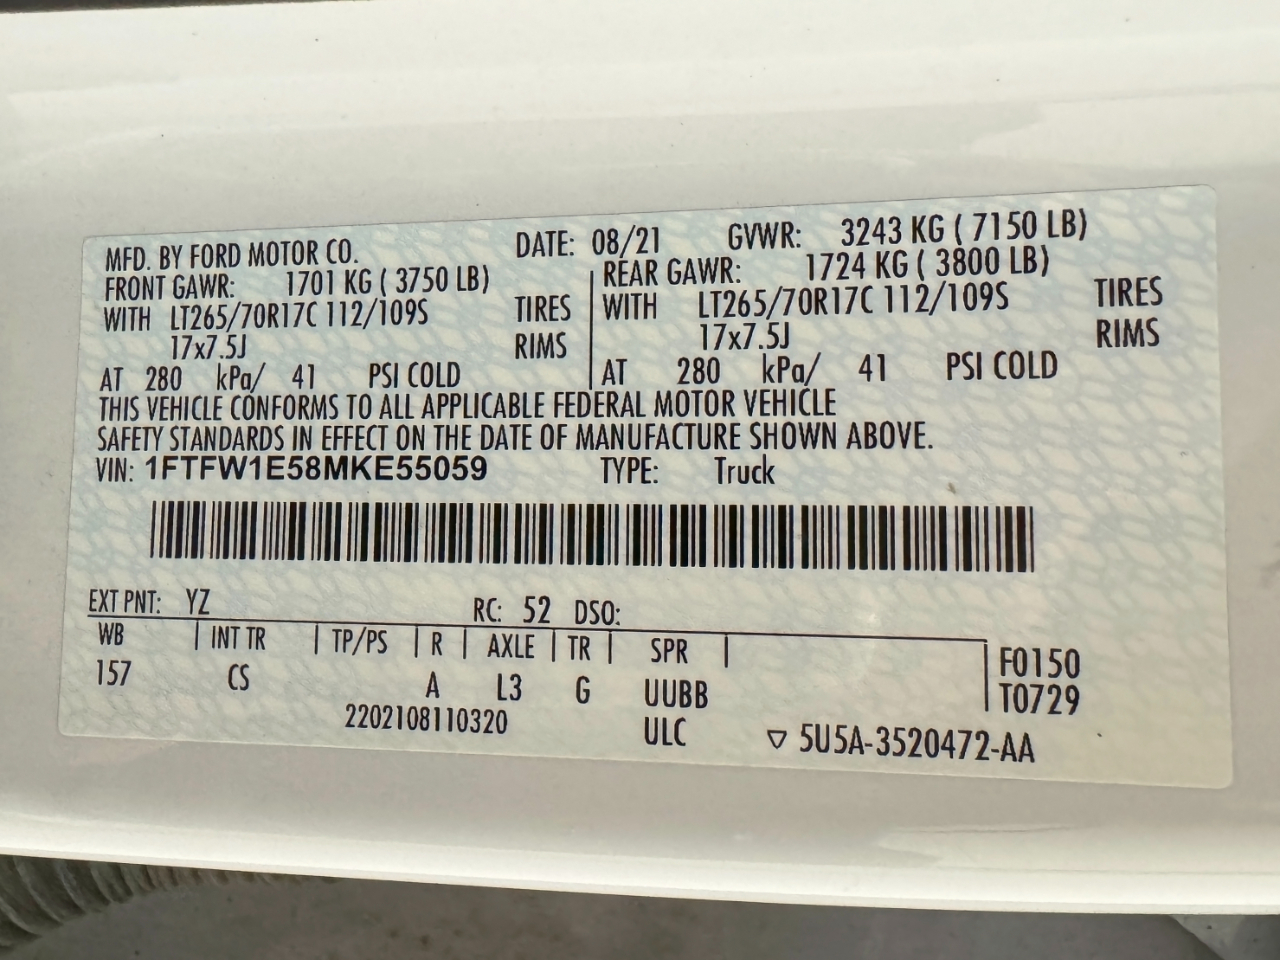 MFD. BY FORD MOTOR CO. DATE: 08/21 GVWR: 3243 KG ( 7150 LB)
FRONT GAWR: 1701 KG ( 3750 LB) REAR GAWR: 1724 KG ( 3800 LB)
WITH LT265/70R17C 112/109S TIRES WITH LT265/70R17C 112/109S TIRES
17x7.5J RIMS 17x7.5J RIMS
AT 280 kPa/ 41 PSI COLD AT 280 kPa/ 41 PSI COLD
THIS VEHICLE CONFORMS TO ALL APPLICABLE FEDERAL MOTOR VEHICLE
SAFETY STANDARDS IN EFFECT ON THE DATE OF MANUFACTURE SHOWN ABOVE.
VIN: 1FTFW1E58MKE55059 TYPE: Truck
EXT PNT: YZ RC: 52 DSO:
WB INT TR TP/PS R AXLE TR SPR F0150
157 CS A L3 G UUBB T0729
2202108110320 ULC ▽ 5U5A-3520472-AA